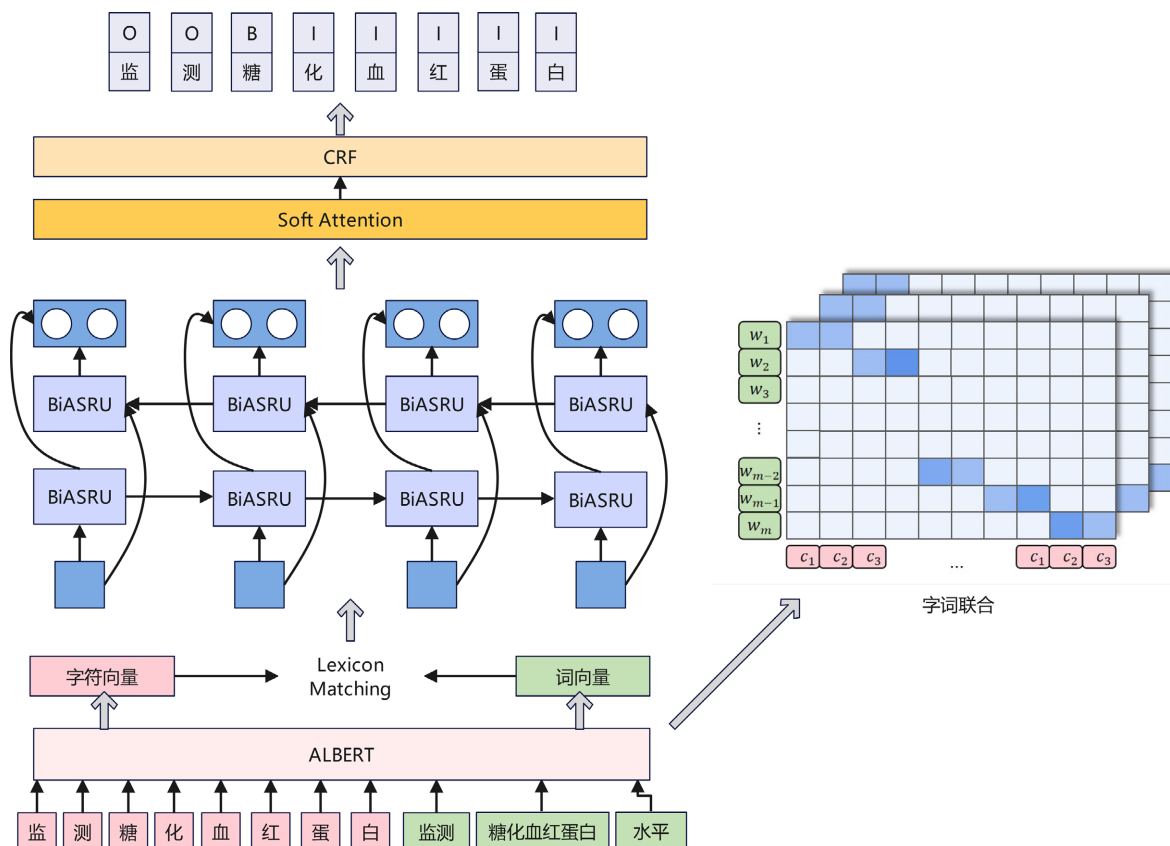 O O B I I I I I
监 测 糖 化 血 红 蛋 白
CRF
Soft Attention
BiASRU BiASRU BiASRU BiASRU
BiASRU BiASRU BiASRU BiASRU
字符向量
Lexicon
Matching
词向量
ALBERT
监 测 糖 化 血 红 蛋 白 监测 糖化血红蛋白 水平
w₁
w₂
w₃
⋮
wₘ₋₂
wₘ₋₁
wₘ
c₁ c₂ c₃ ... c₁ c₂ c₃
字词联合